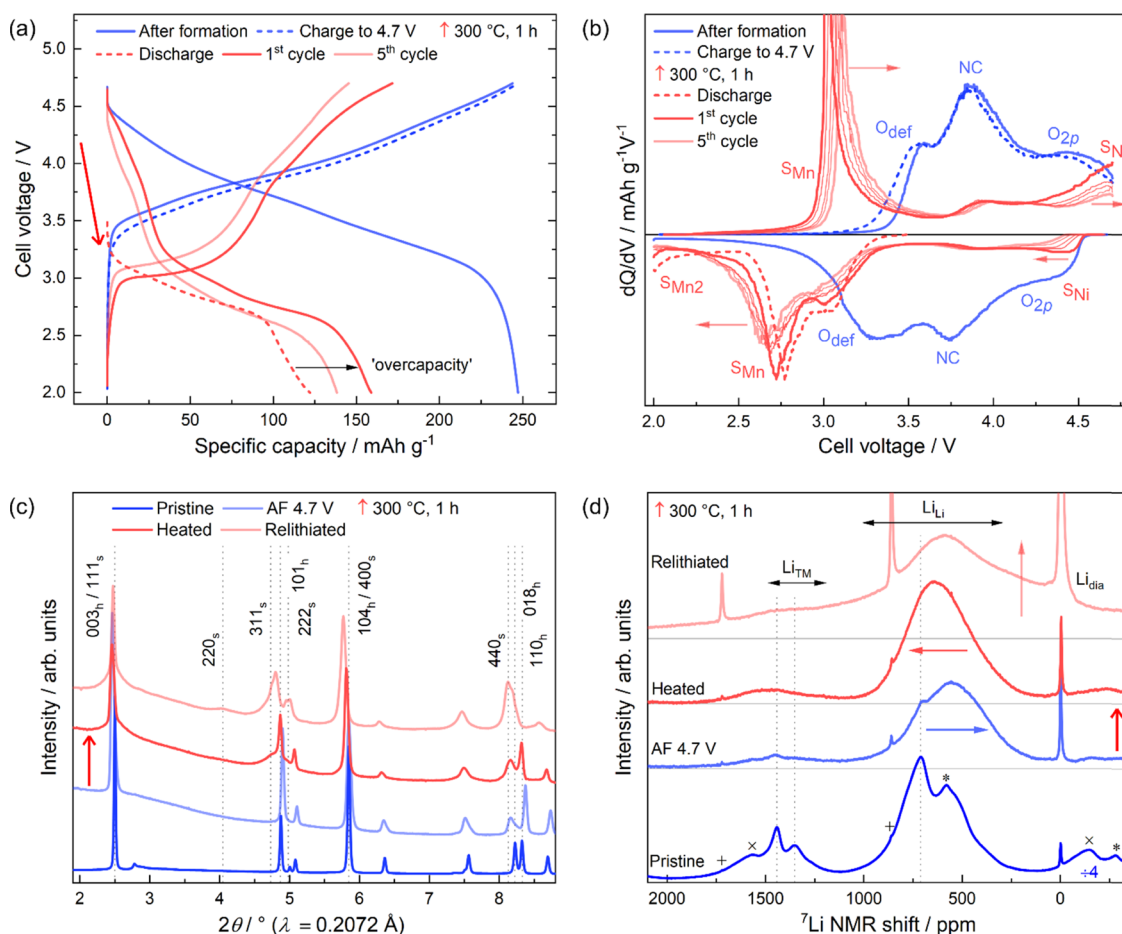 (a)
After formation
Charge to 4.7 V
↑ 300 °C, 1 h
Discharge
1st cycle
5th cycle
5.0
4.5
4.0
3.5
3.0
2.5
2.0
Cell voltage / V
'overcapacity'
0 50 100 150 200 250
Specific capacity / mAh g-1
(b)
After formation
Charge to 4.7 V
↑ 300 °C, 1 h
Discharge
1st cycle
5th cycle
NC
Odef
O2p
SNi
SMn
dQ/dV / mAh g-1V-1
SMn2
SMn
Odef
NC
O2p
SNi
2.0 2.5 3.0 3.5 4.0 4.5
Cell voltage / V
(c)
Pristine
AF 4.7 V
↑ 300 °C, 1 h
Heated
Relithiated
003h / 111s
220s
311s
101h
222s
104h / 400s
440s
018h
110h
Intensity / arb. units
2 3 4 5 6 7 8
2θ / ° (λ = 0.2072 Å)
(d)
↑ 300 °C, 1 h
LiLi
Relithiated
LiTM
Lidia
Heated
AF 4.7 V
Pristine
+ × + * × *
÷4
Intensity / arb. units
2000 1500 1000 500 0
7Li NMR shift / ppm